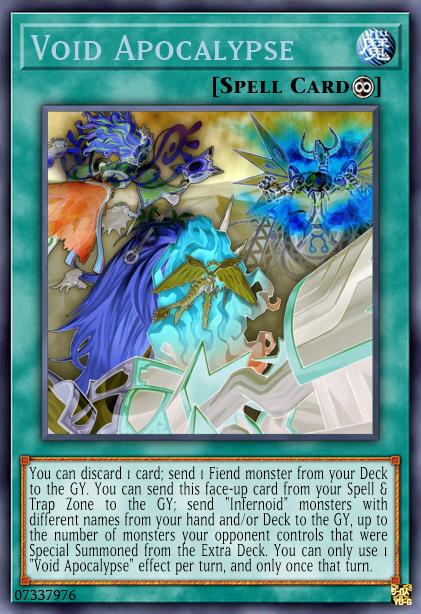 Void Apocalypse
[Spell Card]
You can discard 1 card; send 1 Fiend monster from your Deck
to the GY. You can send this face-up card from your Spell &
Trap Zone to the GY; send "Infernoid" monsters with
different names from your hand and/or Deck to the GY, up to
the number of monsters your opponent controls that were
Special Summoned from the Extra Deck. You can only use 1
"Void Apocalypse" effect per turn, and only once that turn.
07337976